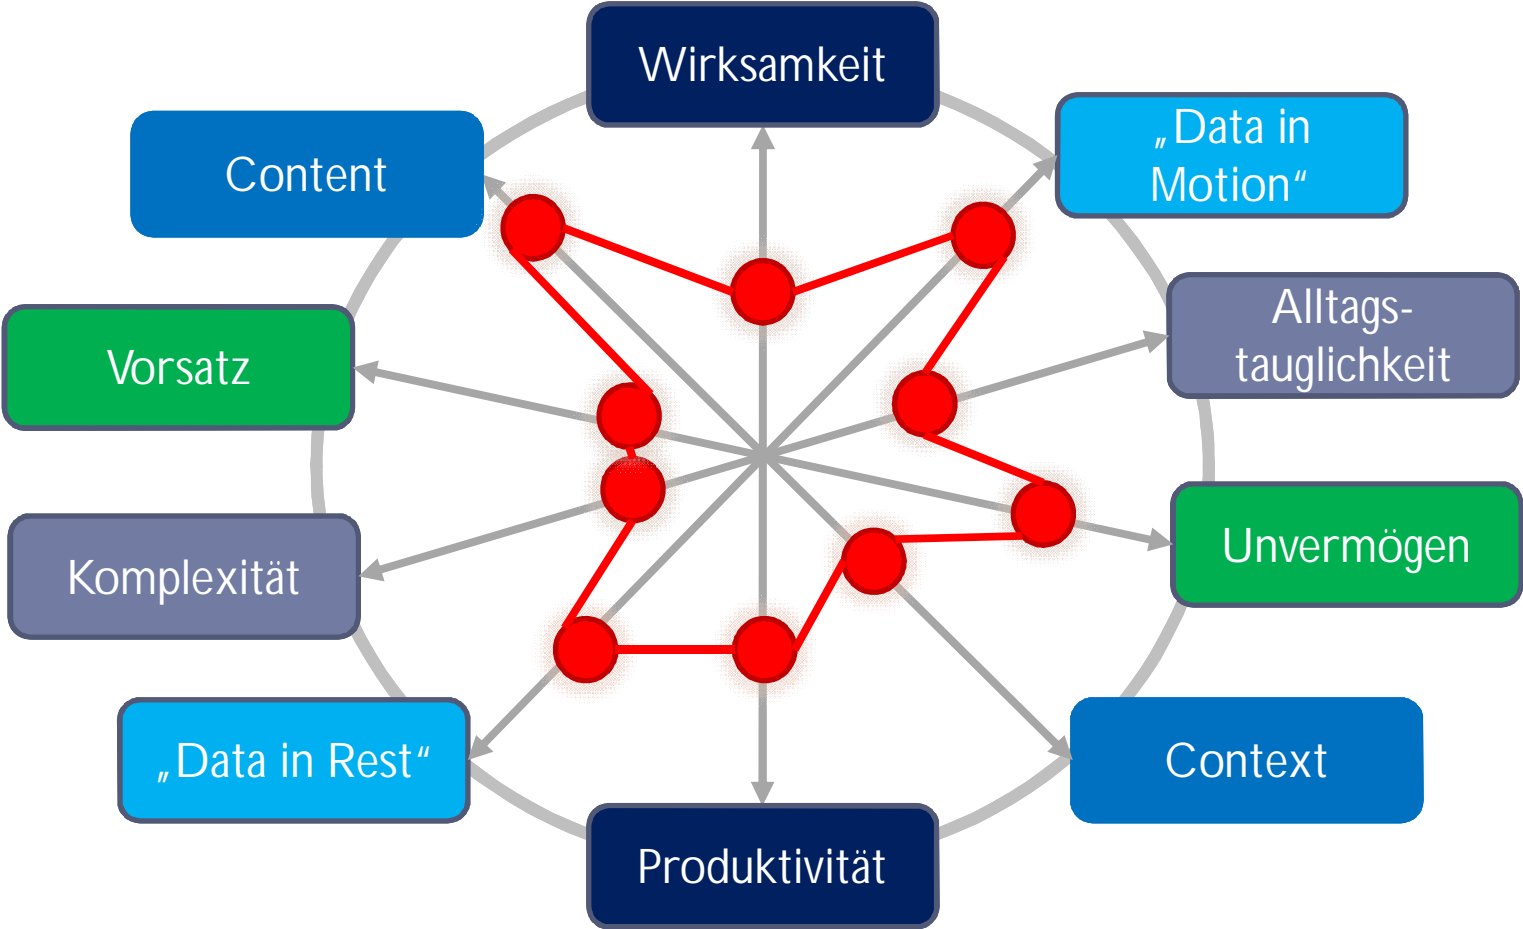 Wirksamkeit
„Data in
Motion“
Content
Alltags-
tauglichkeit
Vorsatz
Unvermögen
Komplexität
„Data in Rest“
Context
Produktivität